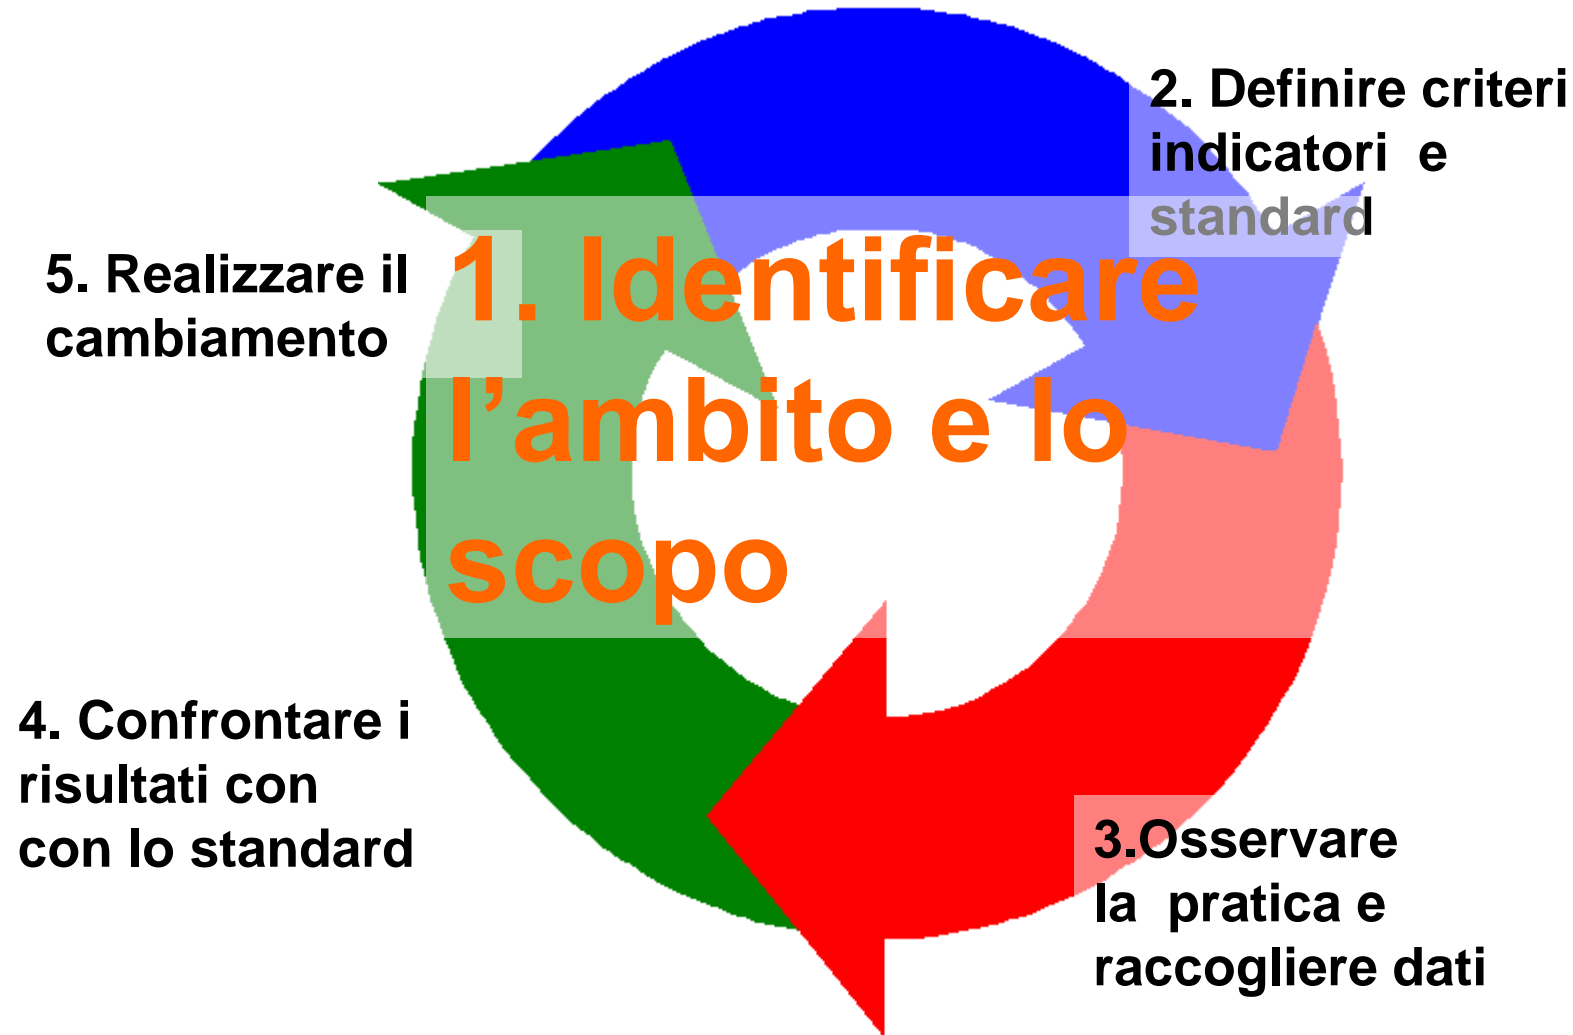 1. Identificare
l’ambito e lo
scopo
2. Definire criteri
indicatori e
standard
3.Osservare
la pratica e
raccogliere dati
4. Confrontare i
risultati con
con lo standard
5. Realizzare il
cambiamento